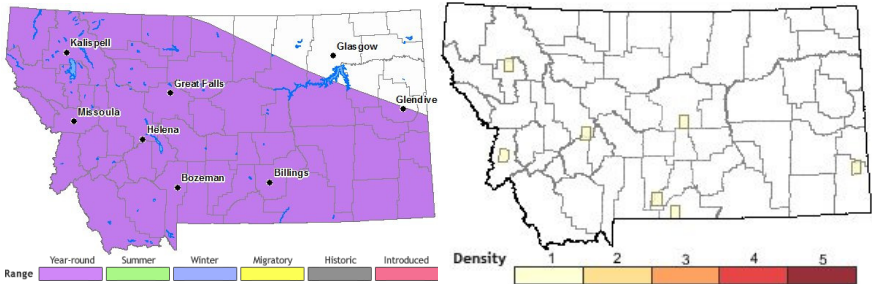 Kalispell
Glasgow
Great Falls
Glendive
Missoula
Helena
Bozeman
Billings
Year-round Summer Winter Migratory Historic Introduced
Range
Density 1 2 3 4 5